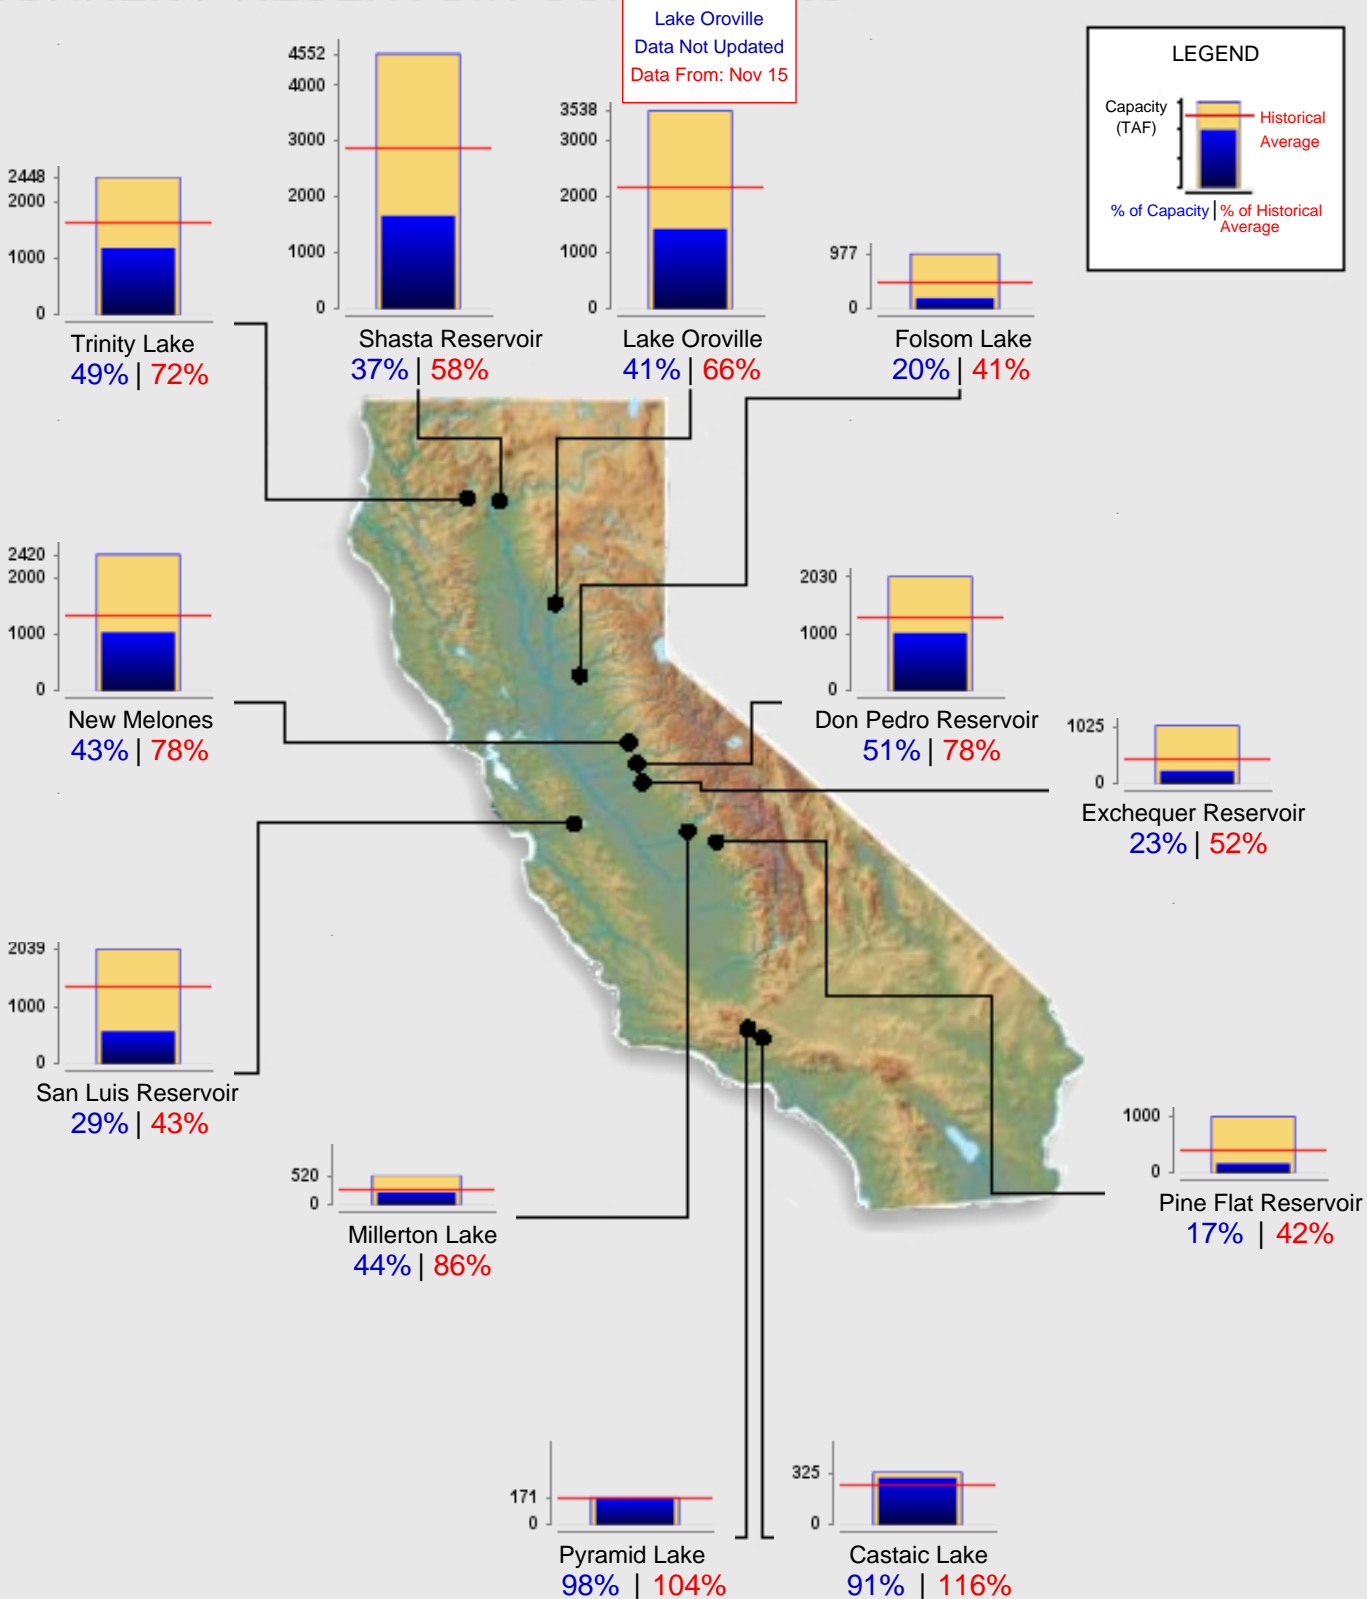 Lake Oroville
Data Not Updated
Data From: Nov 15
LEGEND
Capacity
(TAF)
Historical
Average
% of Capacity | % of Historical
Average
2448
2000
1000
0
Trinity Lake
49% | 72%
4552
4000
3000
2000
1000
0
Shasta Reservoir
37% | 58%
3538
3000
2000
1000
0
Lake Oroville
41% | 66%
977
0
Folsom Lake
20% | 41%
2420
2000
1000
0
New Melones
43% | 78%
2030
1000
0
Don Pedro Reservoir
51% | 78%
1025
0
Exchequer Reservoir
23% | 52%
2039
1000
0
San Luis Reservoir
29% | 43%
520
0
Millerton Lake
44% | 86%
1000
0
Pine Flat Reservoir
17% | 42%
171
0
Pyramid Lake
98% | 104%
325
0
Castaic Lake
91% | 116%